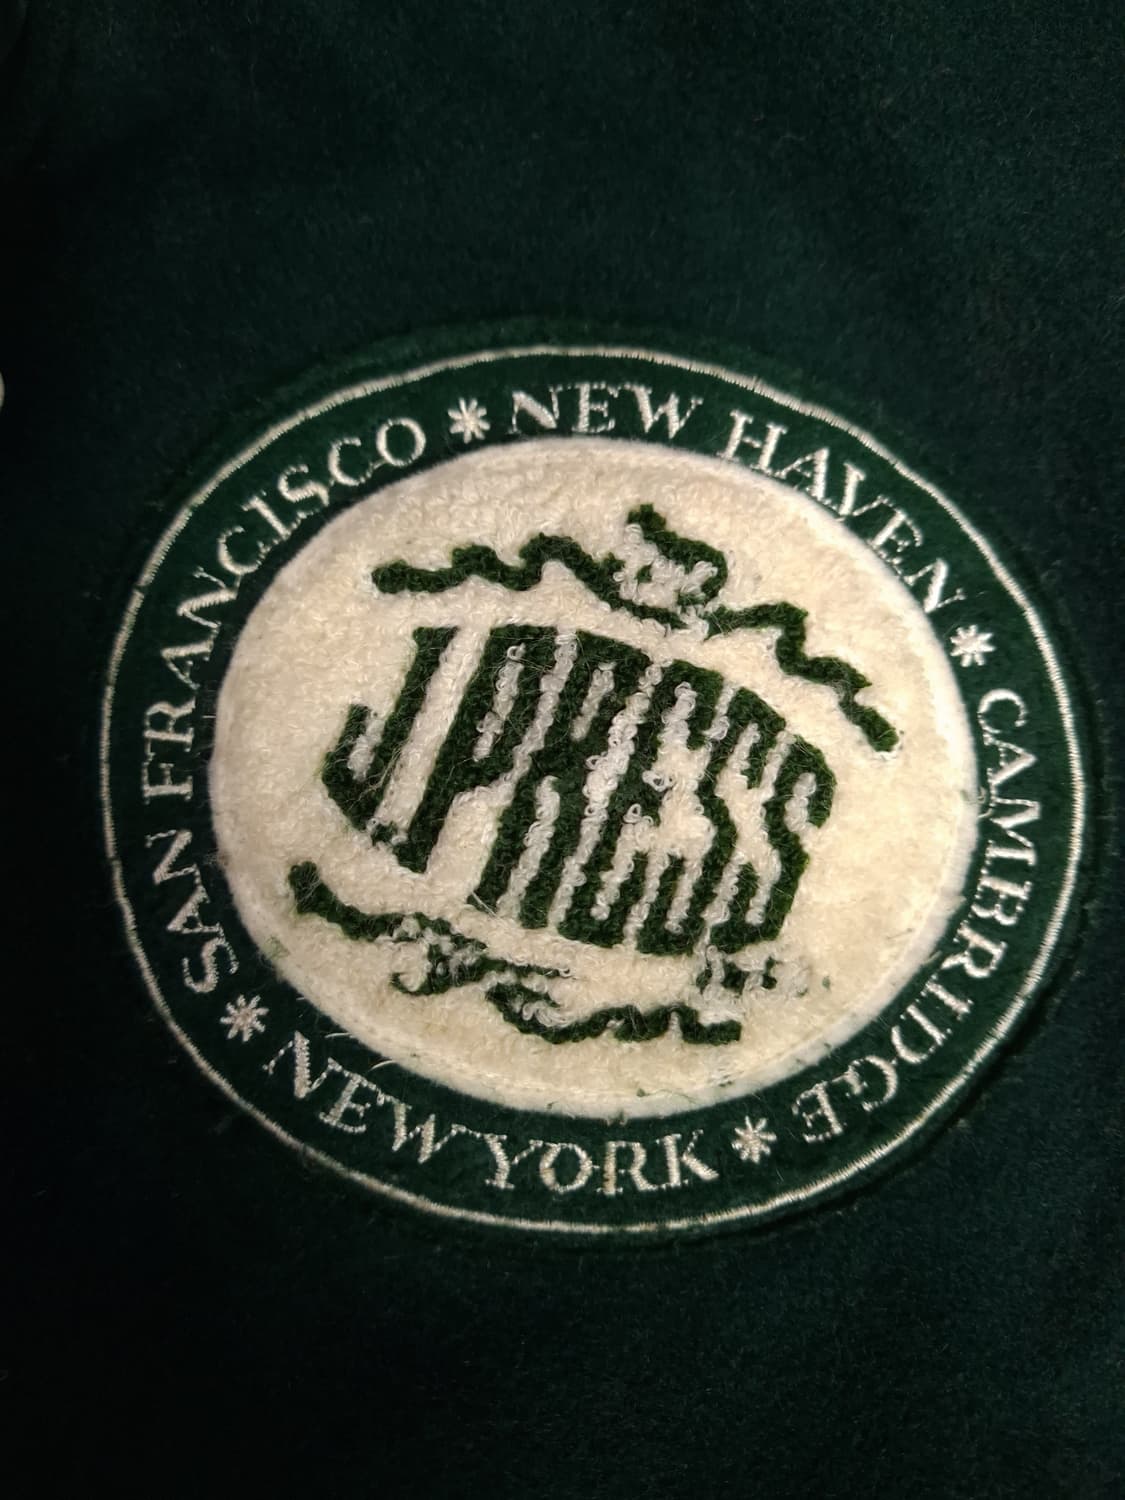 NEW HAVEN * CAMBRIDGE * NEW YORK * SAN FRANCISCO *
J.PRESS